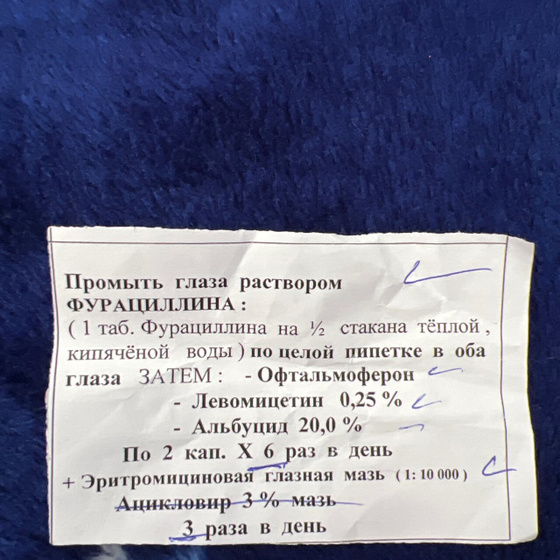 Промыть глаза раствором
ФУРАЦИЛЛИНА :
( 1 таб. Фурациллина на ½ стакана тёплой ,
кипячёной воды ) по целой пипетке в оба
глаза ЗАТЕМ : - Офтальмоферон
- Левомицетин 0,25 %
- Альбуцид 20,0 %
По 2 кап. Х 6 раз в день
+ Эритромициновая глазная мазь ( 1: 10 000 )
Ацикловир 3 % мазь
3 раза в день